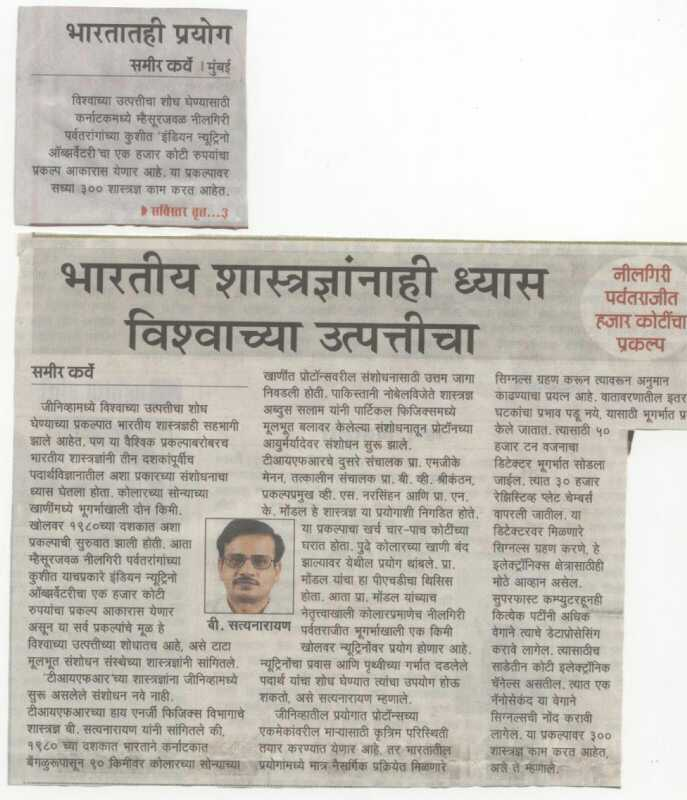 भारतातही प्रयोग
समीर कर्वे । मुंबई
विश्वाच्या उत्पत्तीचा शोध घेण्यासाठी
कर्नाटकमध्ये म्हैसूरजवळ नीलगिरी
पर्वतरांगांच्या कुशीत 'इंडियन न्यूट्रिनो
ऑब्झर्वेटरी'चा एक हजार कोटी रुपयांचा
प्रकल्प आकारास येणार आहे. या प्रकल्पावर
सध्या ३०० शास्त्रज्ञ काम करत आहेत.
सविस्तर वृत्त...३
भारतीय शास्त्रज्ञांनाही ध्यास
विश्वाच्या उत्पत्तीचा
नीलगिरी
पर्वतराजीत
हजार कोटींचा
प्रकल्प
समीर कर्वे
जीनिव्हामध्ये विश्वाच्या उत्पत्तीचा शोध
घेण्याच्या प्रकल्पात भारतीय शास्त्रज्ञही सहभागी
झाले आहेत. पण या वैश्विक प्रकल्पाबरोबरच
भारतीय शास्त्रज्ञांनी तीन दशकांपूर्वीच
पदार्थविज्ञानातील अशा प्रकारच्या संशोधनाचा
ध्यास घेतला होता. कोलारच्या सोन्याच्या
खाणींमध्ये भूगर्भाखाली दोन किमी.
खोलवर १९८०च्या दशकात अशा
प्रकल्पाची सुरुवात झाली होती. आता
म्हैसूरजवळ नीलगिरी पर्वतरांगांच्या
कुशीत याचप्रकारे इंडियन न्यूट्रिनो
ऑब्झर्वेटरीचा एक हजार कोटी
रुपयांचा प्रकल्प आकारास येणार
असून या सर्व प्रकल्पांचे मूळ हे
विश्वाच्या उत्पत्तीच्या शोधातच आहे, असे टाटा
मूलभूत संशोधन संस्थेच्या शास्त्रज्ञांनी सांगितले.
'टीआयएफआर'च्या शास्त्रज्ञांना जीनिव्हामध्ये
सुरू असलेले संशोधन नवे नाही.
टीआयएफआरच्या हाय एनर्जी फिजिक्स विभागाचे
शास्त्रज्ञ बी. सत्यनारायण यांनी सांगितले की,
१९८० च्या दशकात भारताने कर्नाटकात
बेंगळुरूपासून ९० किमीवर कोलारच्या सोन्याच्या
खाणींत प्रोटॉन्सवरील संशोधनासाठी उत्तम जागा
निवडली होती. पाकिस्तानी नोबेलविजेते शास्त्रज्ञ
अब्दुस सलाम यांनी पार्टिकल फिजिक्समध्ये
मूलभूत बलावर केलेल्या संशोधनातून प्रोटॉनच्या
आयुर्मर्यादेवर संशोधन सुरू झाले.
टीआयएफआरचे दुसरे संचालक प्रा. एमजीके
मेनन, तत्कालीन संचालक प्रा. बी. व्ही. श्रीकंठन,
प्रकल्पप्रमुख व्ही. एस. नरसिंहन आणि प्रा. एन.
के. मोंडल हे शास्त्रज्ञ या प्रयोगाशी निगडित होते.
या प्रकल्पाचा खर्च चार-पाच कोटींच्या
घरात होता. पुढे कोलारच्या खाणी बंद
झाल्यावर येथील प्रयोग थांबले. प्रा.
मोंडल यांचा हा पीएचडीचा थिसिस
होता. आता प्रा. मोंडल यांच्याच
नेतृत्वाखाली कोलारप्रमाणेच नीलगिरी
पर्वतराजीत भूगर्भाखाली एक किमी
खोलवर न्यूट्रिनोंवर प्रयोग होणार आहे.
न्यूट्रिनोंचा प्रवास आणि पृथ्वीच्या गर्भात दडलेले
पदार्थ यांचा शोध घेण्यात त्यांचा उपयोग होऊ
शकतो, असे सत्यनारायण म्हणाले.
जीनिव्हातील प्रयोगात प्रोटॉन्सच्या
एकमेकांवरील माऱ्यासाठी कृत्रिम परिस्थिती
तयार करण्यात येणार आहे. तर भारतातील
प्रयोगांमध्ये मात्र नैसर्गिक प्रक्रियेत मिळणारे
बी. सत्यनारायण
सिग्नल्स ग्रहण करून त्यावरून अनुमान
काढण्याचा प्रयत्न आहे. वातावरणातील इतर
घटकांचा प्रभाव पडू नये, यासाठी भूगर्भात प्र
केले जातात. त्यासाठी ५०
हजार टन वजनाचा
डिटेक्टर भूगर्भात सोडला
जाईल. त्यात ३० हजार
रेझिस्टिव्ह प्लेट चेम्बर्स
वापरली जातील. या
डिटेक्टरवर मिळणारे
सिग्नल्स ग्रहण करणे, हे
इलेक्ट्रॉनिक्स क्षेत्रासाठीही
मोठे आव्हान असेल.
सुपरफास्ट कम्प्युटरहूनही
कित्येक पटींनी अधिक
वेगाने त्याचे डेटाप्रोसेसिंग
करावे लागेल. त्यासाठीच
साडेतीन कोटी इलेक्ट्रॉनिक
चॅनेल्स असतील. त्यात एक
नॅनोसेकंद या वेगाने
सिग्नल्सची नोंद करावी
लागेल. या प्रकल्पावर ३००
शास्त्रज्ञ काम करत आहेत,
असे ते म्हणाले.